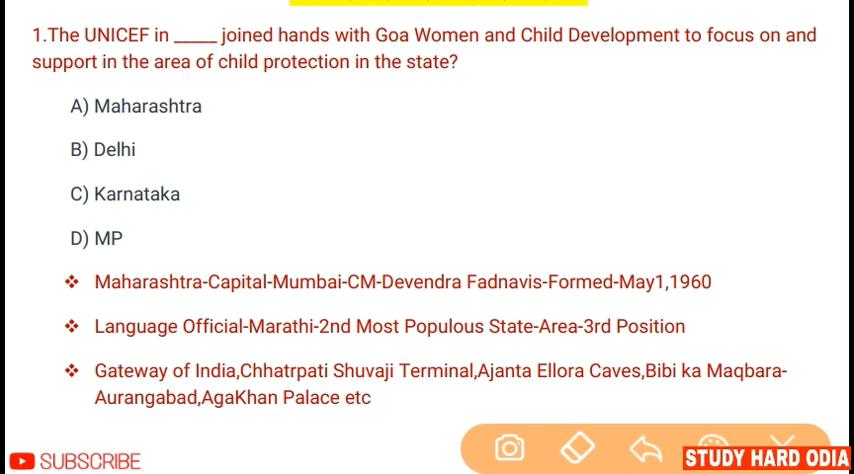 1.The UNICEF in _____ joined hands with Goa Women and Child Development to focus on and
support in the area of child protection in the state?
A) Maharashtra
B) Delhi
C) Karnataka
D) MP
❖ Maharashtra-Capital-Mumbai-CM-Devendra Fadnavis-Formed-May1,1960
❖ Language Official-Marathi-2nd Most Populous State-Area-3rd Position
❖ Gateway of India,Chhatrpati Shuvaji Terminal,Ajanta Ellora Caves,Bibi ka Maqbara-
Aurangabad,AgaKhan Palace etc
SUBSCRIBE
STUDY HARD ODIA